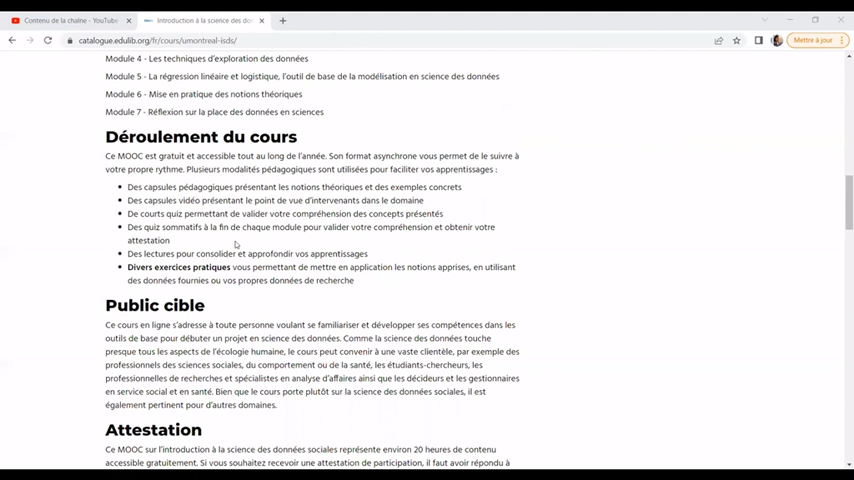 Contenu de la chaîne - YouTube
Introduction à la science des do
catalogue.edulib.org/fr/cours/umontreal-isds/
Mettre à jour
Module 4 - Les techniques d'exploration des données
Module 5 - La régression linéaire et logistique, l'outil de base de la modélisation en science des données
Module 6 - Mise en pratique des notions théoriques
Module 7 - Réflexion sur la place des données en sciences
Déroulement du cours
Ce MOOC est gratuit et accessible tout au long de l'année. Son format asynchrone vous permet de le suivre à
votre propre rythme. Plusieurs modalités pédagogiques sont utilisées pour faciliter vos apprentissages :
Des capsules pédagogiques présentant les notions théoriques et des exemples concrets
Des capsules vidéo présentant le point de vue d'intervenants dans le domaine
De courts quiz permettant de valider votre compréhension des concepts présentés
Des quiz sommatifs à la fin de chaque module pour valider votre compréhension et obtenir votre
attestation
Des lectures pour consolider et approfondir vos apprentissages
Divers exercices pratiques vous permettant de mettre en application les notions apprises, en utilisant
des données fournies ou vos propres données de recherche
Public cible
Ce cours en ligne s'adresse à toute personne voulant se familiariser et développer ses compétences dans les
outils de base pour débuter un projet en science des données. Comme la science des données touche
presque tous les aspects de l'écologie humaine, le cours peut convenir à une vaste clientèle, par exemple des
professionnels des sciences sociales, du comportement ou de la santé, les étudiants-chercheurs, les
professionnelles de recherches et spécialistes en analyse d'affaires ainsi que les décideurs et les gestionnaires
en service social et en santé. Bien que le cours porte plutôt sur la science des données sociales, il est
également pertinent pour d'autres domaines.
Attestation
Ce MOOC sur l'introduction à la science des données sociales représente environ 20 heures de contenu
accessible gratuitement. Si vous souhaitez recevoir une attestation de participation, il faut avoir répondu à